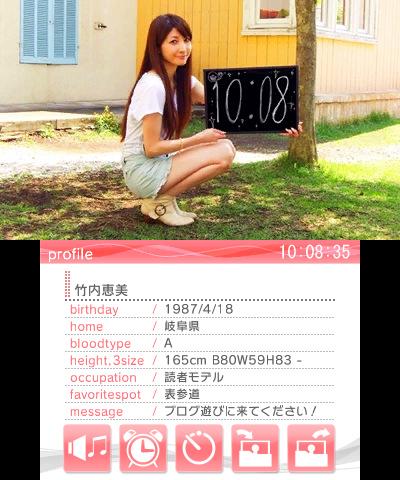 10:08
profile 10:08:35
竹内恵美
birthday / 1987/4/18
home / 岐阜県
bloodtype / A
height,3size / 165cm B80W59H83 -
occupation / 読者モデル
favoritespot / 表参道
message / ブログ遊びに来てください！